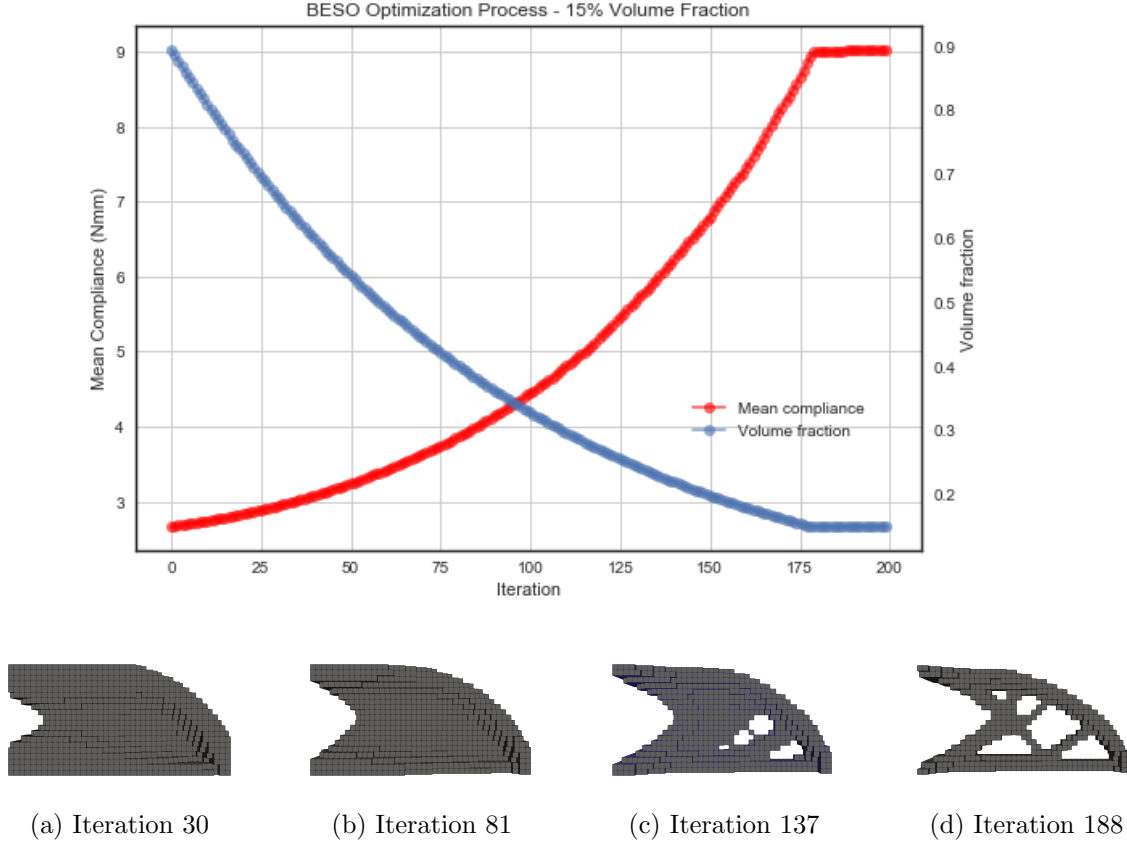 BESO Optimization Process - 15% Volume Fraction
Mean Compliance (Nmm)
9
8
7
6
5
4
3
0.9
0.8
0.7
0.6
0.5
0.4
0.3
0.2
Volume fraction
Mean compliance
Volume fraction
0 25 50 75 100 125 150 175 200
Iteration
(a) Iteration 30 (b) Iteration 81 (c) Iteration 137 (d) Iteration 188